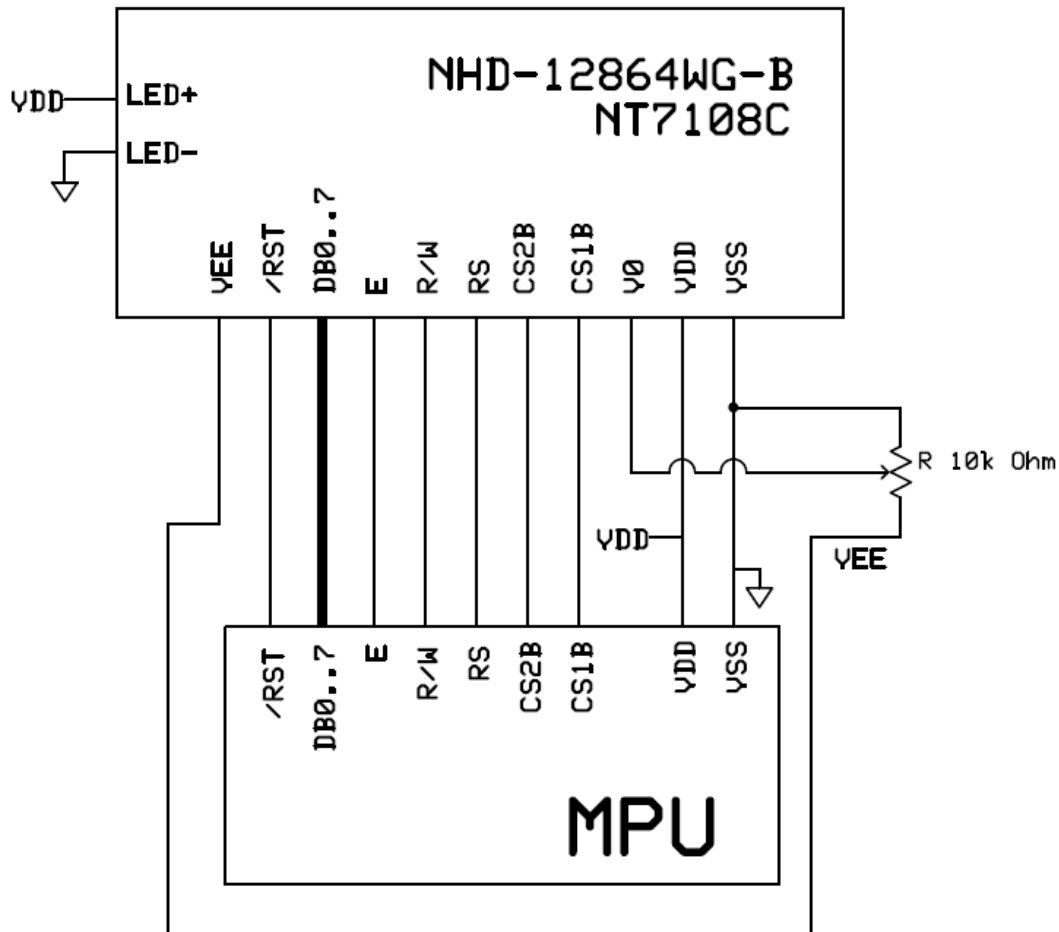 NHD-12864WG-B
NT7108C
VDD
LED+
LED-
VEE
/RST
DB0..7
E
R/W
RS
CS2B
CS1B
V0
VDD
VSS
R 10k Ohm
VDD
VEE
/RST
DB0..7
E
R/W
RS
CS2B
CS1B
VDD
VSS
MPU